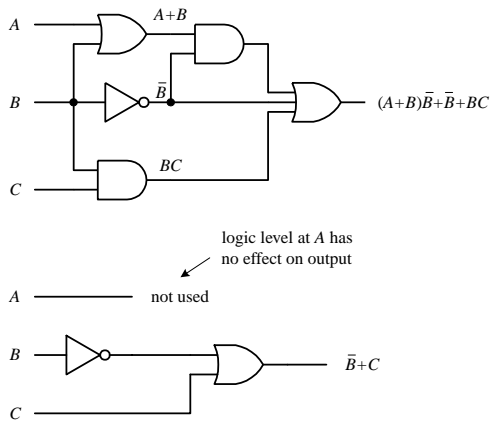 A
A+B
B
B̄
(A+B)B̄+B̄+BC
BC
C
logic level at A has
no effect on output
A
not used
B
B̄+C
C